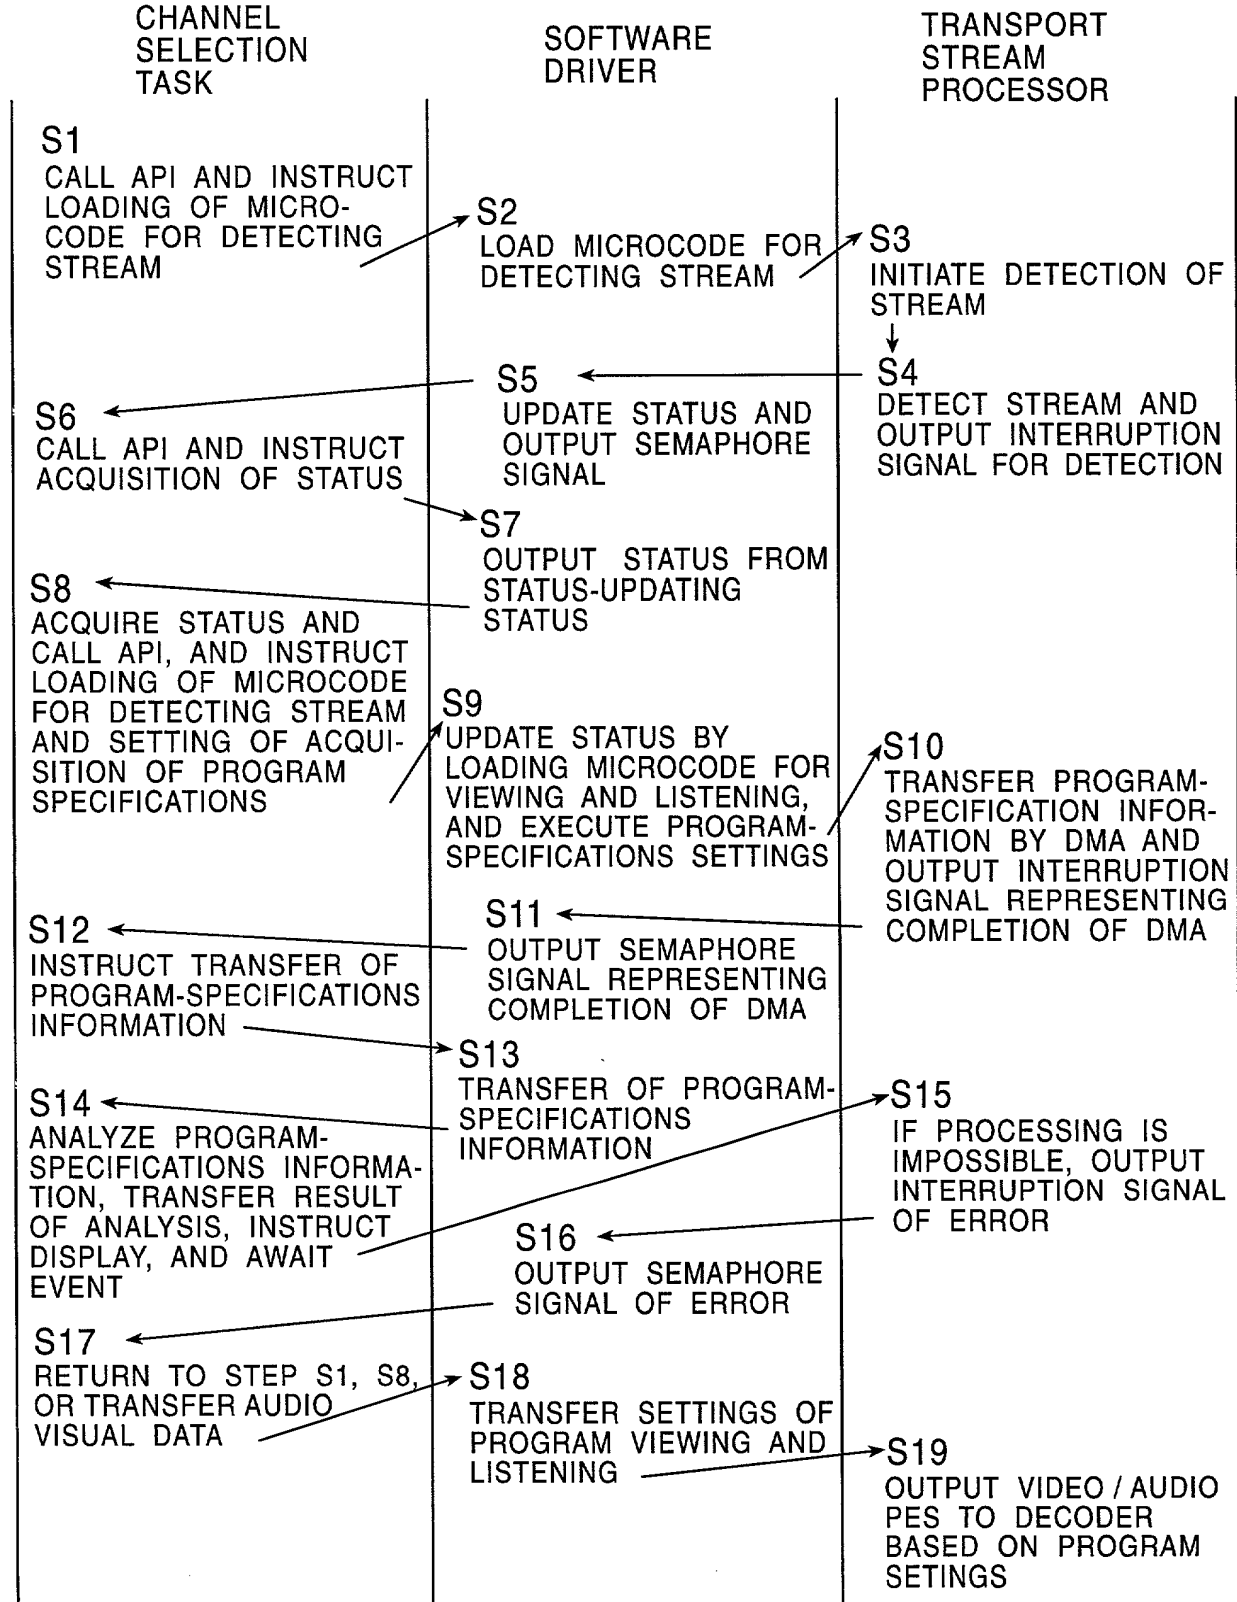 CHANNEL
SELECTION
TASK
SOFTWARE
DRIVER
TRANSPORT
STREAM
PROCESSOR
S1
CALL API AND INSTRUCT
LOADING OF MICRO-
CODE FOR DETECTING
STREAM
S2
LOAD MICROCODE FOR
DETECTING STREAM
S3
INITIATE DETECTION OF
STREAM
S4
DETECT STREAM AND
OUTPUT INTERRUPTION
SIGNAL FOR DETECTION
S5
UPDATE STATUS AND
OUTPUT SEMAPHORE
SIGNAL
S6
CALL API AND INSTRUCT
ACQUISITION OF STATUS
S7
OUTPUT STATUS FROM
STATUS-UPDATING
STATUS
S8
ACQUIRE STATUS AND
CALL API, AND INSTRUCT
LOADING OF MICROCODE
FOR DETECTING STREAM
AND SETTING OF ACQUI-
SITION OF PROGRAM
SPECIFICATIONS
S9
UPDATE STATUS BY
LOADING MICROCODE FOR
VIEWING AND LISTENING,
AND EXECUTE PROGRAM-
SPECIFICATIONS SETTINGS
S10
TRANSFER PROGRAM-
SPECIFICATION INFOR-
MATION BY DMA AND
OUTPUT INTERRUPTION
SIGNAL REPRESENTING
COMPLETION OF DMA
S11
OUTPUT SEMAPHORE
SIGNAL REPRESENTING
COMPLETION OF DMA
S12
INSTRUCT TRANSFER OF
PROGRAM-SPECIFICATIONS
INFORMATION
S13
TRANSFER OF PROGRAM-
SPECIFICATIONS
INFORMATION
S14
ANALYZE PROGRAM-
SPECIFICATIONS INFORMA-
TION, TRANSFER RESULT
OF ANALYSIS, INSTRUCT
DISPLAY, AND AWAIT
EVENT
S15
IF PROCESSING IS
IMPOSSIBLE, OUTPUT
INTERRUPTION SIGNAL
OF ERROR
S16
OUTPUT SEMAPHORE
SIGNAL OF ERROR
S17
RETURN TO STEP S1, S8,
OR TRANSFER AUDIO
VISUAL DATA
S18
TRANSFER SETTINGS OF
PROGRAM VIEWING AND
LISTENING
S19
OUTPUT VIDEO / AUDIO
PES TO DECODER
BASED ON PROGRAM
SETINGS